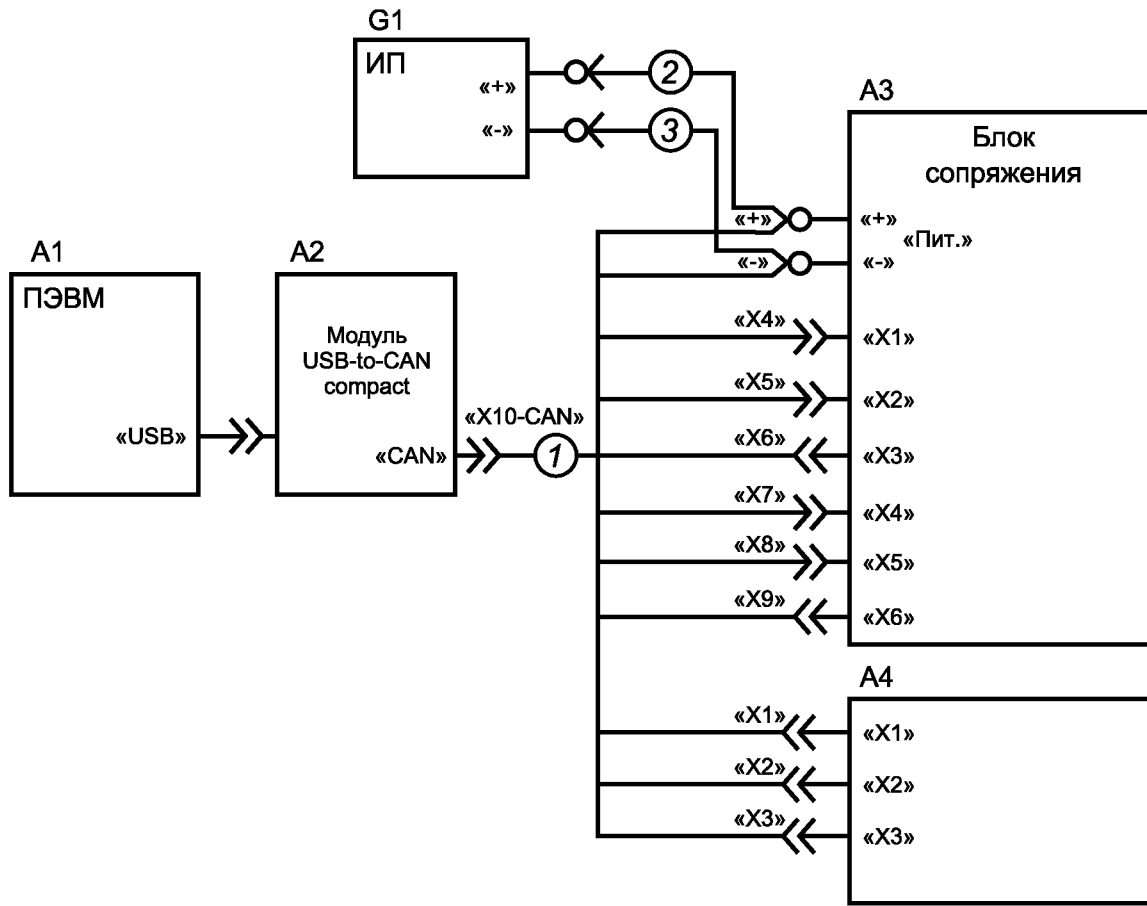 G1
ИП
«+»
«-»
2
3
A3
Блок
сопряжения
«+»
«+»
«Пит.»
«-»
«-»
A1
ПЭВМ
«USB»
A2
Модуль
USB-to-CAN
compact
«CAN»
«X10-CAN»
1
«X4»
«X1»
«X5»
«X2»
«X6»
«X3»
«X7»
«X4»
«X8»
«X5»
«X9»
«X6»
A4
«X1»
«X1»
«X2»
«X2»
«X3»
«X3»